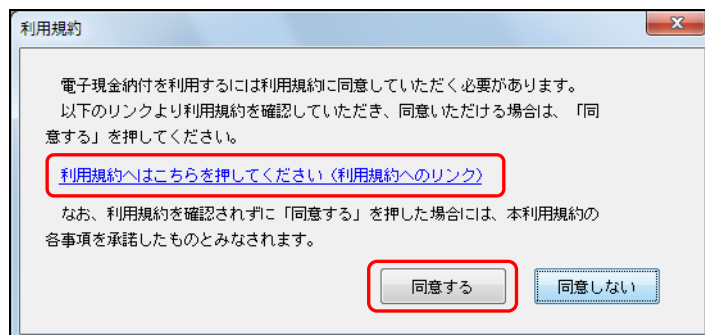 利用規約
電子現金納付を利用するには利用規約に同意していただく必要があります。
以下のリンクより利用規約を確認していただき、同意いただける場合は、「同
意する」を押してください。
利用規約へはこちらを押してください（利用規約へのリンク）
なお、利用規約を確認されずに「同意する」を押した場合には、本利用規約の
各事項を承諾したものとみなされます。
同意する 同意しない